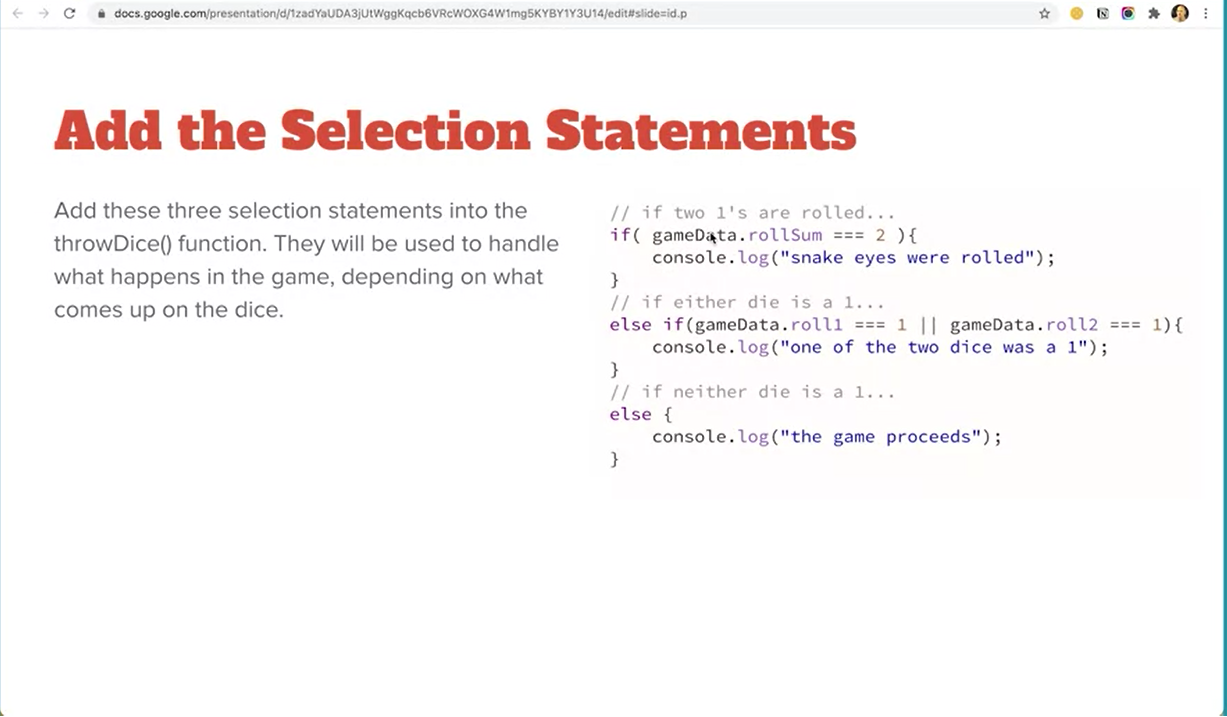 docs.google.com/presentation/d/1zadYaUDA3jUtWggKqcb6VRcWOXG4W1mg5KYBY1Y3U14/edit#slide=id.p
Add the Selection Statements
Add these three selection statements into the
throwDice() function. They will be used to handle
what happens in the game, depending on what
comes up on the dice.
// if two 1's are rolled...
if( gameData.rollSum === 2 ){
    console.log("snake eyes were rolled");
}
// if either die is a 1...
else if(gameData.roll1 === 1 || gameData.roll2 === 1){
    console.log("one of the two dice was a 1");
}
// if neither die is a 1...
else {
    console.log("the game proceeds");
}